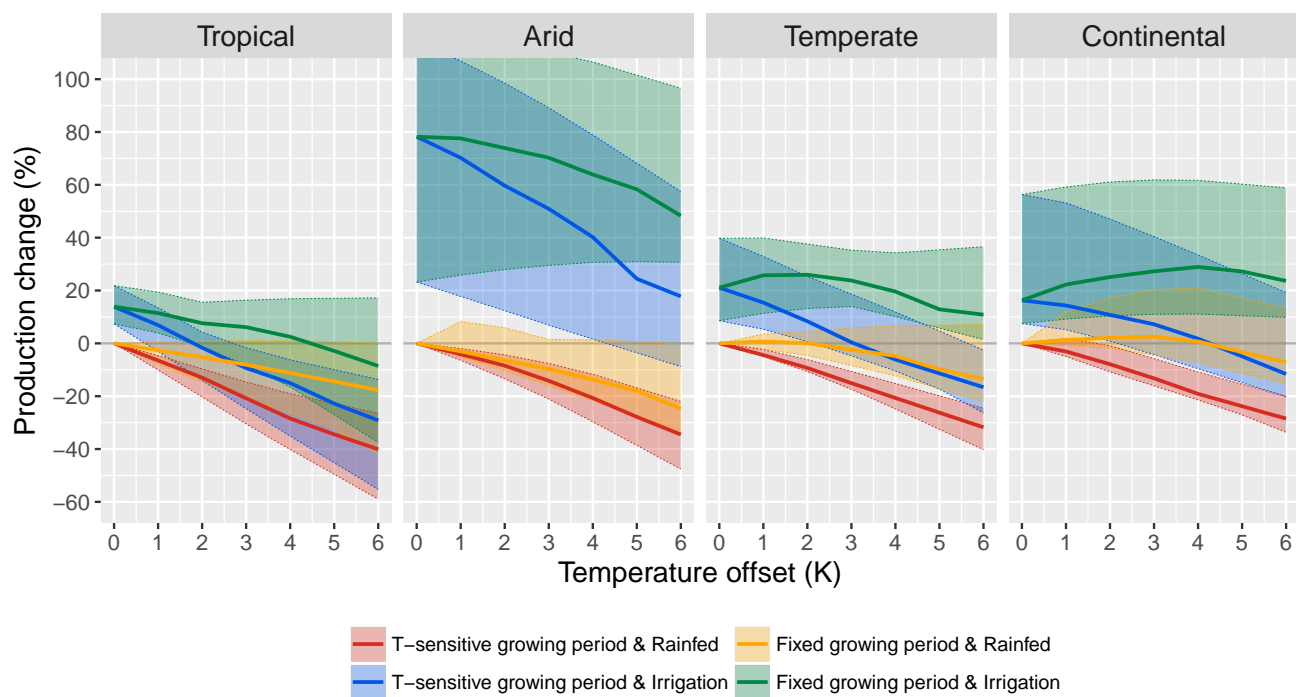 Tropical Arid Temperate Continental
Production change (%)
100
80
60
40
20
0
−20
−40
−60
0 1 2 3 4 5 6 0 1 2 3 4 5 6 0 1 2 3 4 5 6 0 1 2 3 4 5 6
Temperature offset (K)
T−sensitive growing period & Rainfed Fixed growing period & Rainfed
T−sensitive growing period & Irrigation Fixed growing period & Irrigation